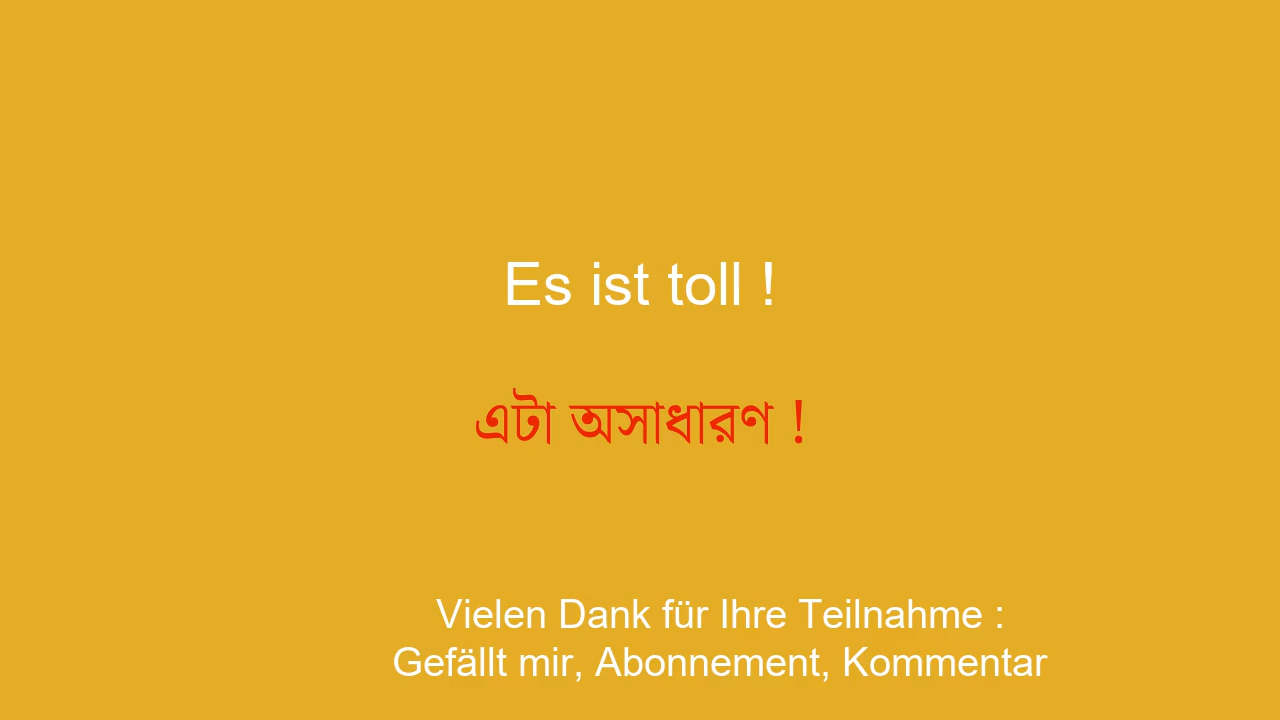 Es ist toll !
এটা অসাধারণ !
Vielen Dank für Ihre Teilnahme :
Gefällt mir, Abonnement, Kommentar